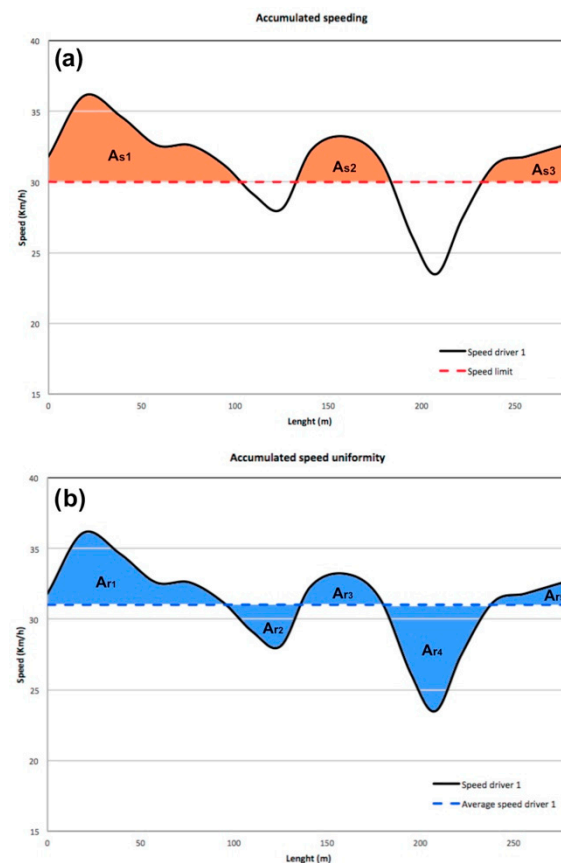 Accumulated speeding
(a)
40
35
30
25
20
15
Speed (Km/h)
As1
As2
As3
Speed driver 1
Speed limit
0
50
100
150
200
250
Lenght (m)
Accumulated speed uniformity
(b)
40
35
30
25
20
15
Speed (Km/h)
Ar1
Ar2
Ar3
Ar4
Ar
Speed driver 1
Average speed driver 1
0
50
100
150
200
250
Lenght (m)